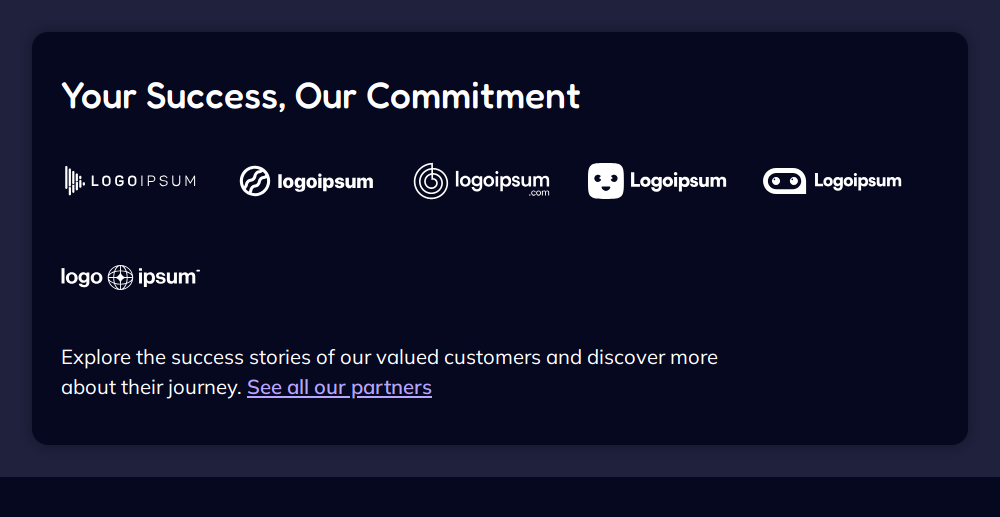 Your Success, Our Commitment
LOGOIPSUM logoipsum logoipsum .com Logoipsum Logoipsum
logo ipsum™
Explore the success stories of our valued customers and discover more
about their journey. See all our partners